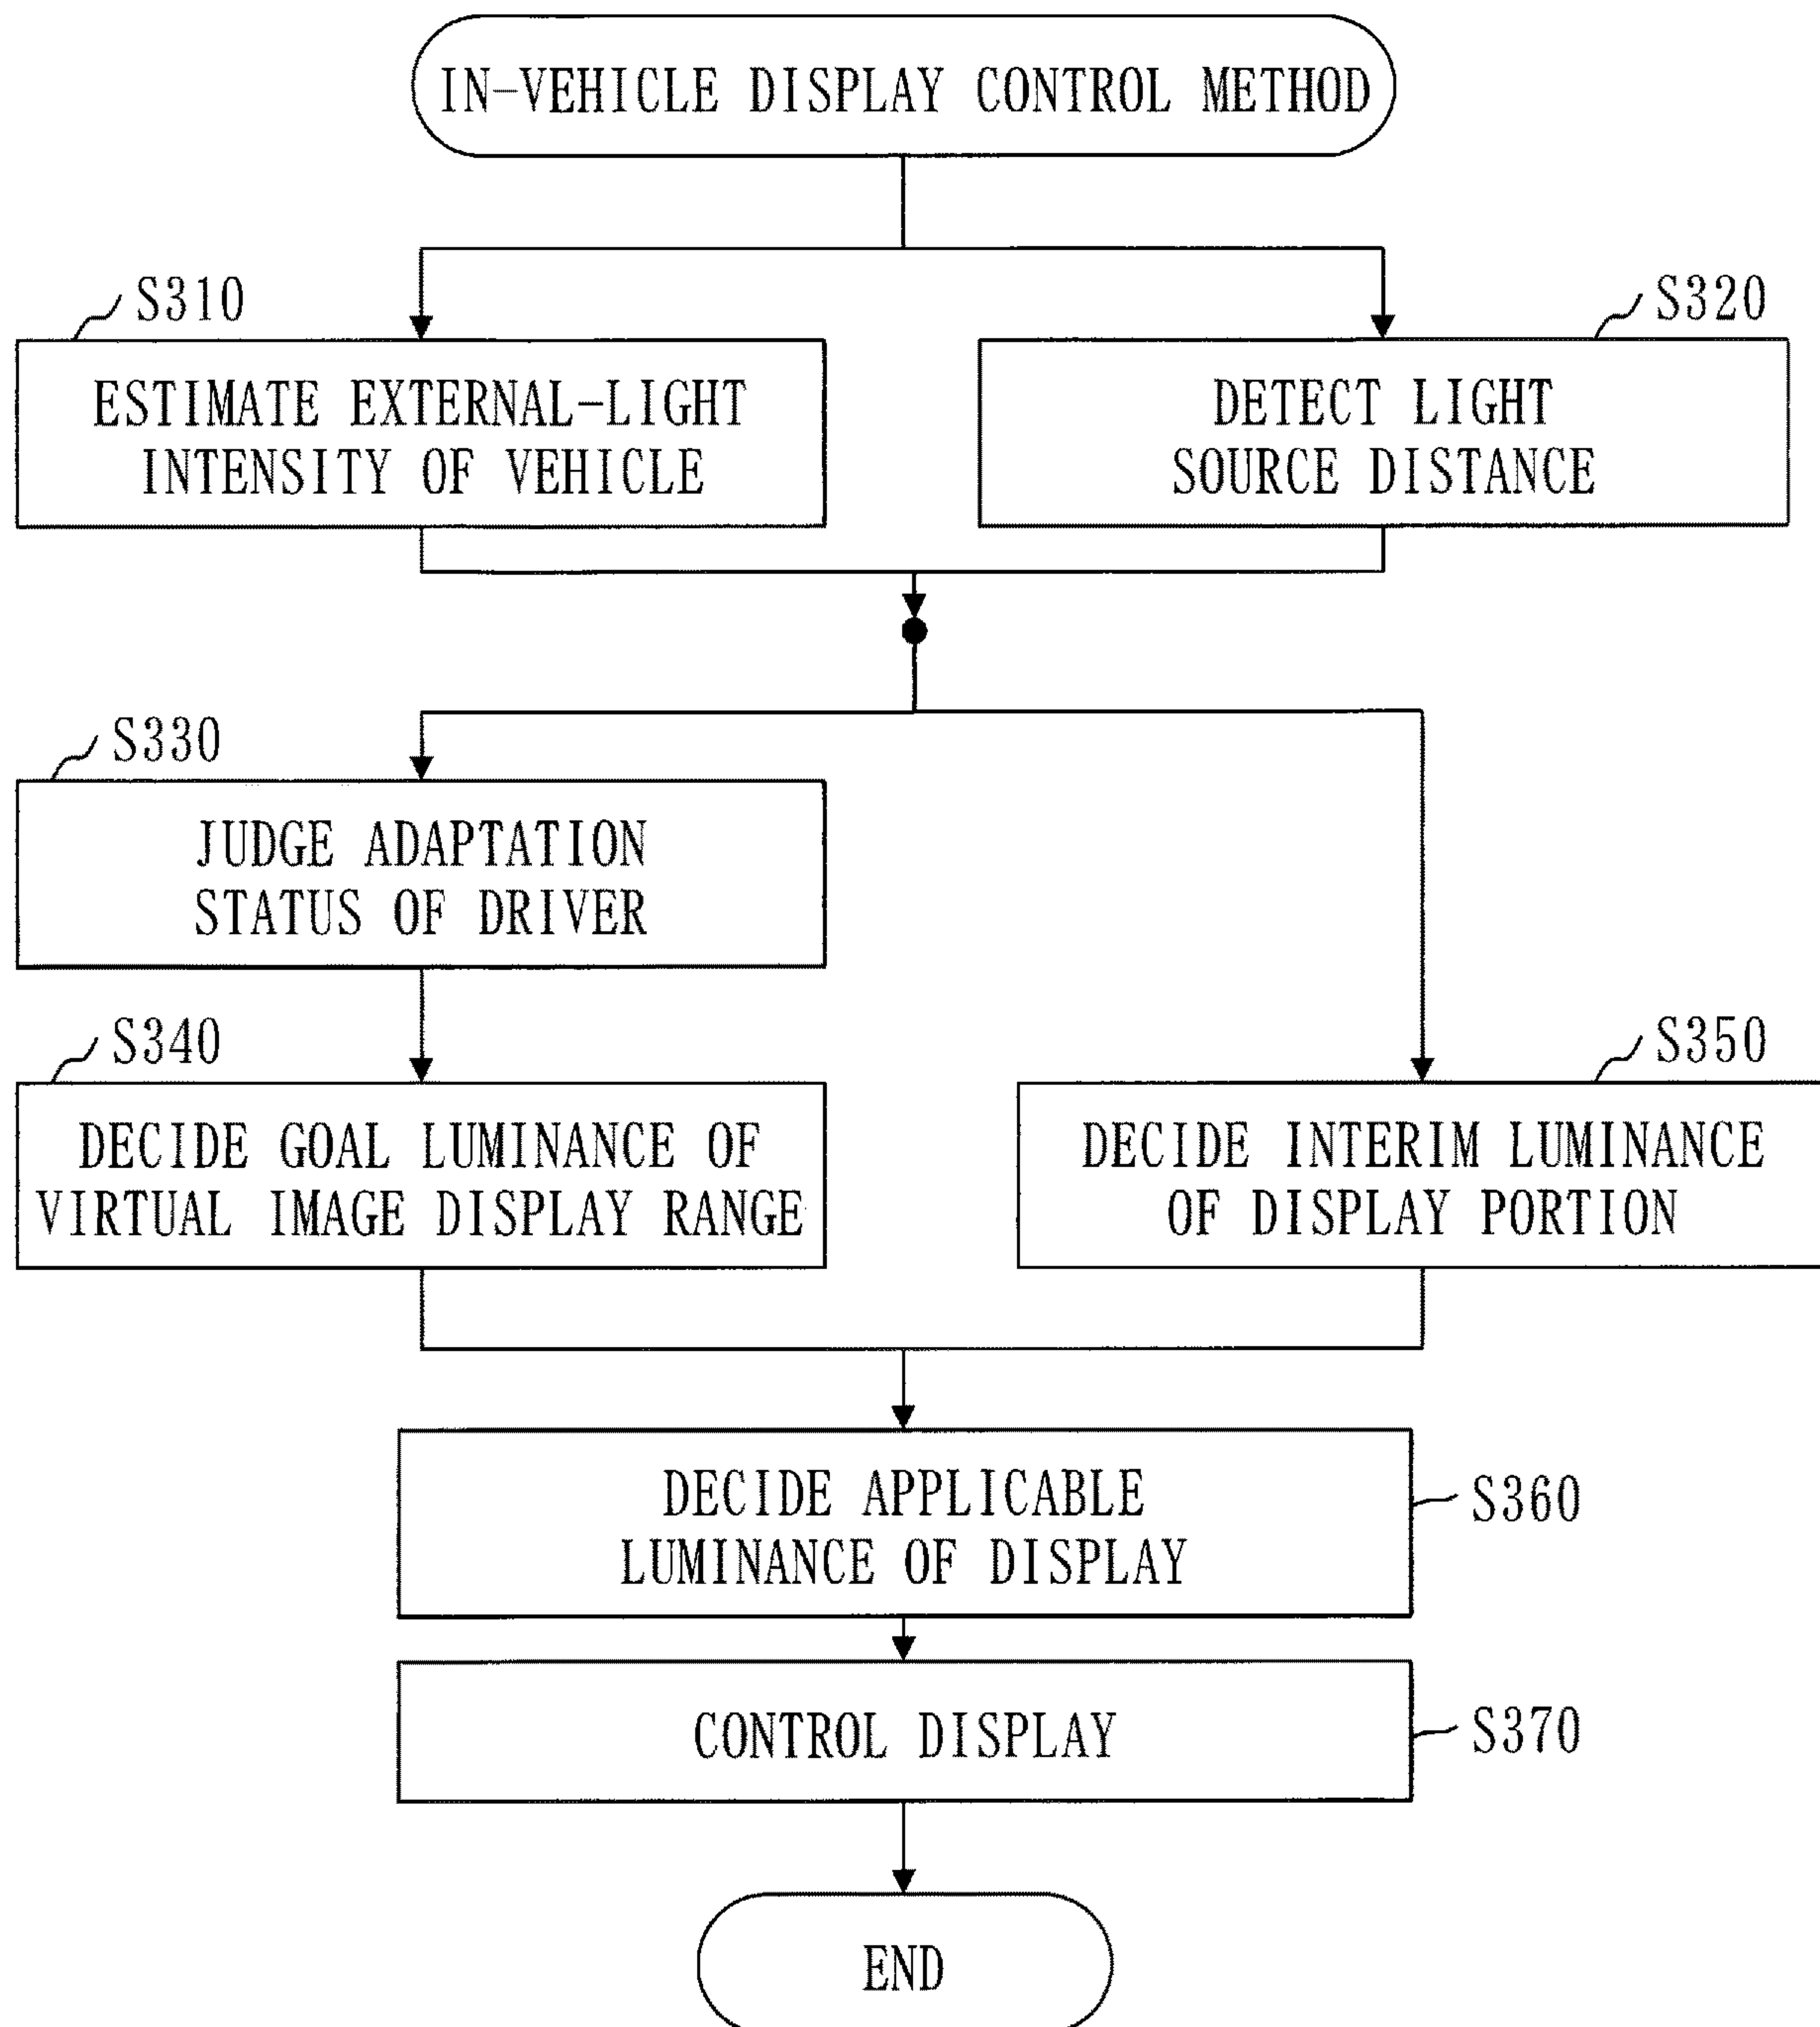 IN-VEHICLE DISPLAY CONTROL METHOD
S310
ESTIMATE EXTERNAL-LIGHT
INTENSITY OF VEHICLE
S320
DETECT LIGHT
SOURCE DISTANCE
S330
JUDGE ADAPTATION
STATUS OF DRIVER
S340
DECIDE GOAL LUMINANCE OF
VIRTUAL IMAGE DISPLAY RANGE
S350
DECIDE INTERIM LUMINANCE
OF DISPLAY PORTION
DECIDE APPLICABLE
LUMINANCE OF DISPLAY
S360
CONTROL DISPLAY
S370
END